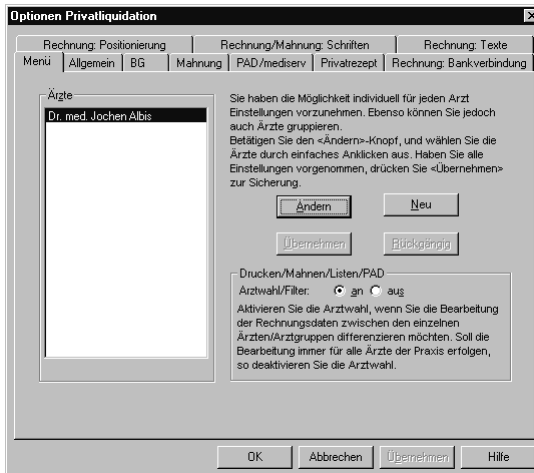 Optionen Privatliquidation
Rechnung: Positionierung Rechnung/Mahnung: Schriften Rechnung: Texte
Menü Allgemein BG Mahnung PAD/mediserv Privatrezept Rechnung: Bankverbindung
Ärzte
Dr. med. Jochen Albis
Sie haben die Möglichkeit individuell für jeden Arzt
Einstellungen vorzunehmen. Ebenso können Sie jedoch
auch Ärzte gruppieren.
Betätigen Sie den <Ändern>-Knopf, und wählen Sie die
Ärzte durch einfaches Anklicken aus. Haben Sie alle
Einstellungen vorgenommen, drücken Sie <Übernehmen>
zur Sicherung.
Ändern Neu
Übernehmen Rückgängig
Drucken/Mahnen/Listen/PAD
Arztwahl/Filter: an aus
Aktivieren Sie die Arztwahl, wenn Sie die Bearbeitung
der Rechnungsdaten zwischen den einzelnen
Ärzten/Arztgruppen differenzieren möchten. Soll die
Bearbeitung immer für alle Ärzte der Praxis erfolgen,
so deaktivieren Sie die Arztwahl.
OK Abbrechen Übernehmen Hilfe